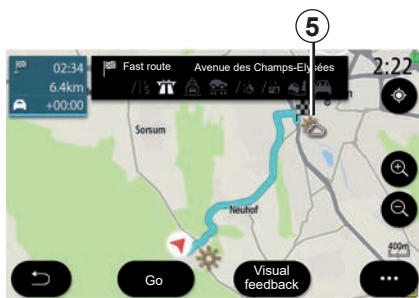 5
02:34
6.4km
+00:00
Fast route
Avenue des Champs-Elysées
2:22
Sorsum
Neuhof
400m
Go
Visual
feedback